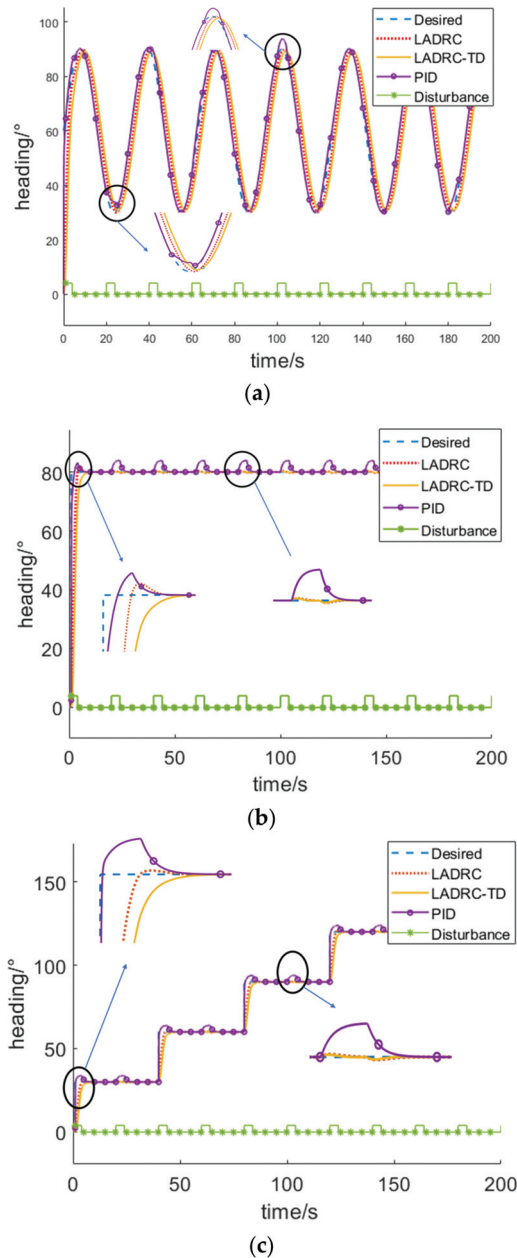 100
80
60
40
20
0
heading/°
Desired
LADRC
LADRC-TD
PID
Disturbance
0 20 40 60 80 100 120 140 160 180 200
time/s
(a)
80
60
40
20
0
heading/°
Desired
LADRC
LADRC-TD
PID
Disturbance
0 50 100 150 200
time/s
(b)
150
100
50
0
heading/°
Desired
LADRC
LADRC-TD
PID
Disturbance
0 50 100 150 200
time/s
(c)